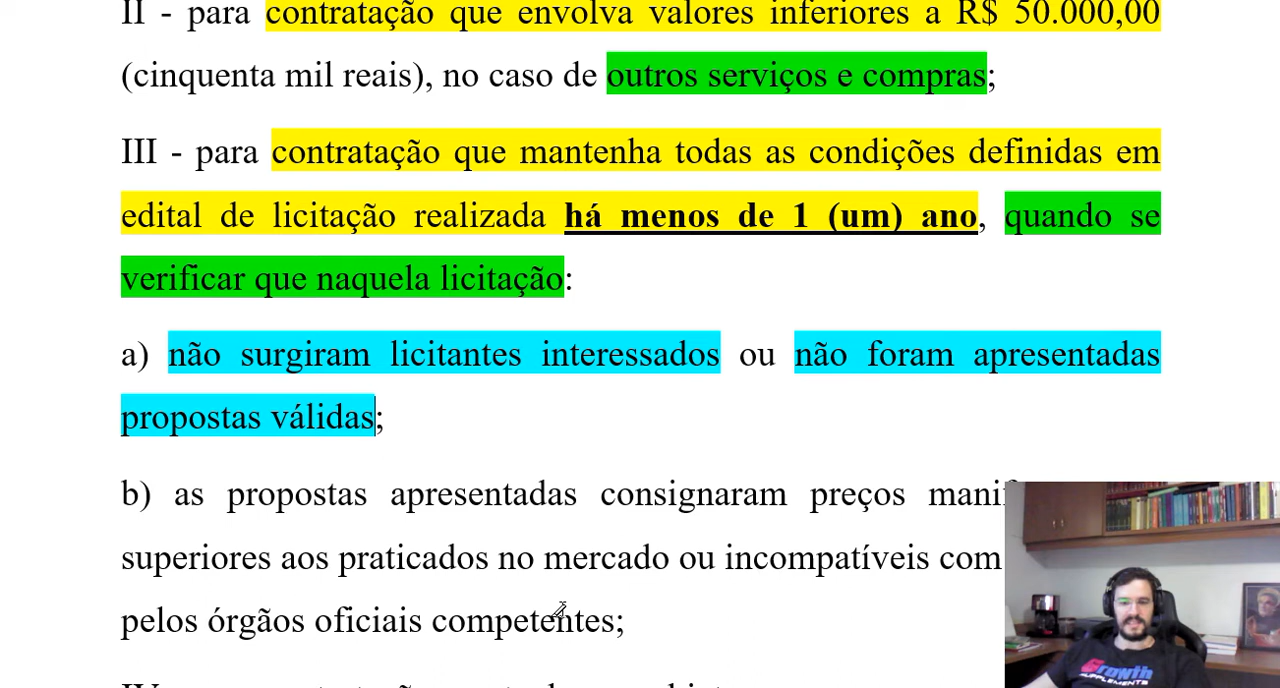 II - para contratação que envolva valores inferiores a R$ 50.000,00
(cinquenta mil reais), no caso de outros serviços e compras;
III - para contratação que mantenha todas as condições definidas em
edital de licitação realizada há menos de 1 (um) ano, quando se
verificar que naquela licitação:
a) não surgiram licitantes interessados ou não foram apresentadas
propostas válidas;
b) as propostas apresentadas consignaram preços
superiores aos praticados no mercado ou incompatíveis com
pelos órgãos oficiais competentes;
Growth
SUPPLEMENTS